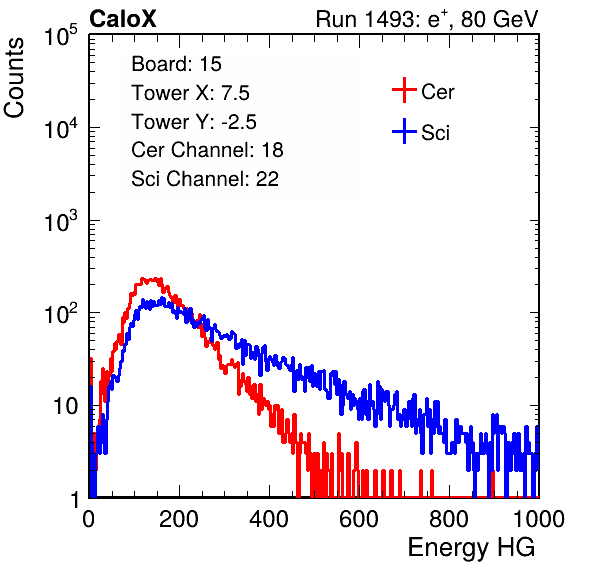 CaloX Run 1493: e⁺, 80 GeV
Counts
Board: 15
Tower X: 7.5
Tower Y: -2.5
Cer Channel: 18
Sci Channel: 22
Cer
Sci
10⁵
10⁴
10³
10²
10
1
0 200 400 600 800 1000
Energy HG